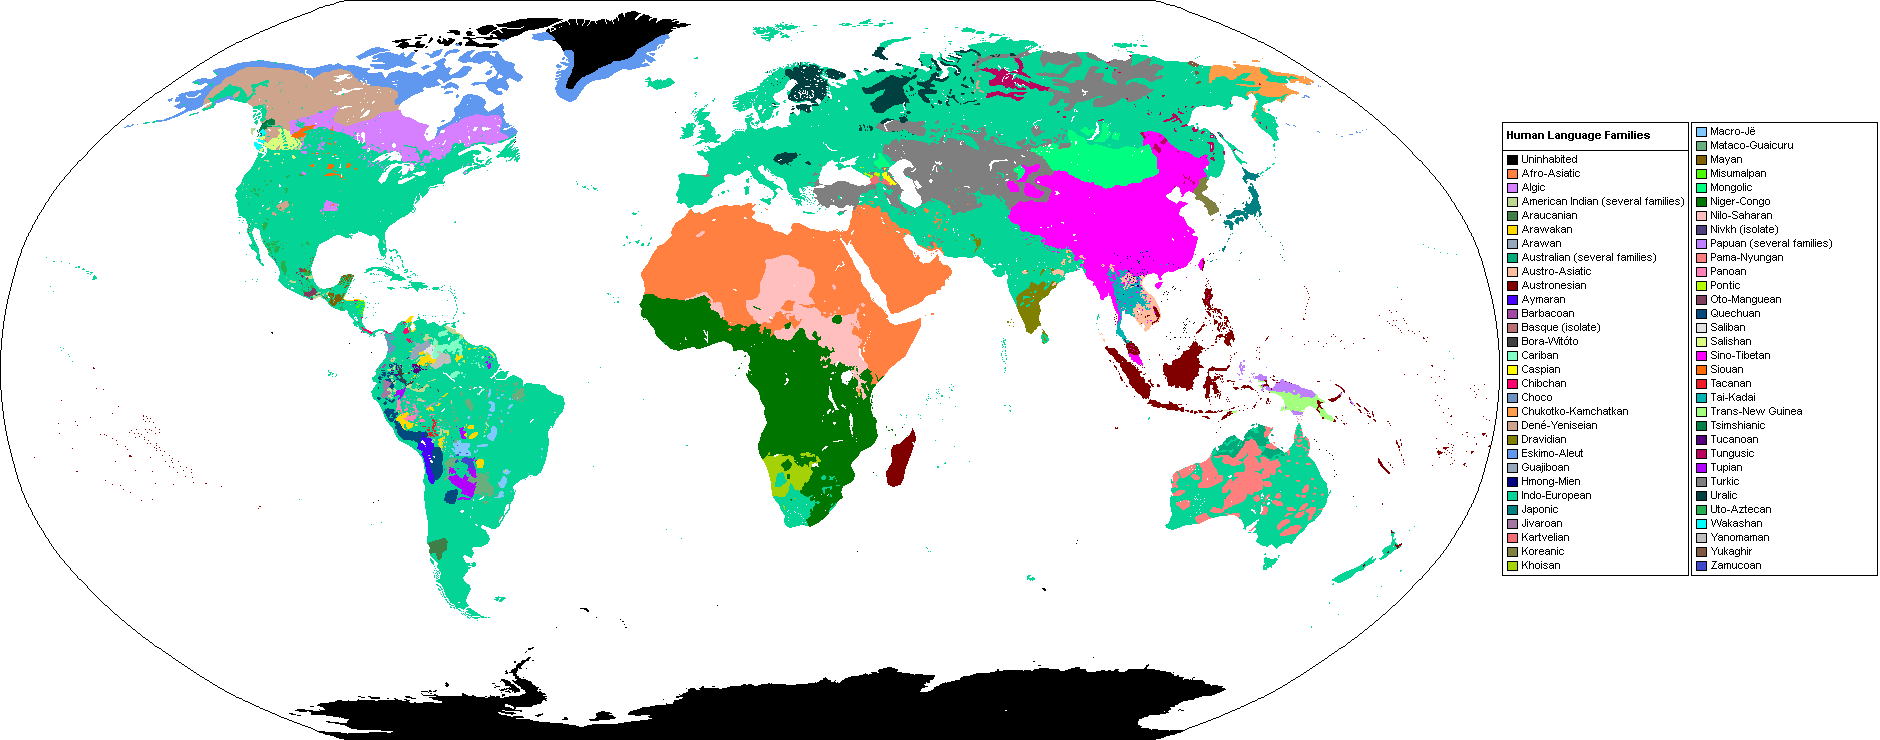 Human Language Families
Uninhabited
Afro-Asiatic
Algic
American Indian (several families)
Araucanian
Arawakan
Arawan
Australian (several families)
Austro-Asiatic
Austronesian
Aymaran
Barbacoan
Basque (isolate)
Bora-Witóto
Cariban
Caspian
Chibchan
Choco
Chukotko-Kamchatkan
Dené-Yeniseian
Dravidian
Eskimo-Aleut
Guajiboan
Hmong-Mien
Indo-European
Japonic
Jivaroan
Kartvelian
Koreanic
Khoisan
Macro-Jë
Mataco-Guaicuru
Mayan
Misumalpan
Mongolic
Niger-Congo
Nilo-Saharan
Nivkh (isolate)
Papuan (several families)
Pama-Nyungan
Panoan
Pontic
Oto-Manguean
Quechuan
Saliban
Salishan
Sino-Tibetan
Siouan
Tacanan
Tai-Kadai
Trans-New Guinea
Tsimshianic
Tucanoan
Tungusic
Tupian
Turkic
Uralic
Uto-Aztecan
Wakashan
Yanomaman
Yukaghir
Zamucoan